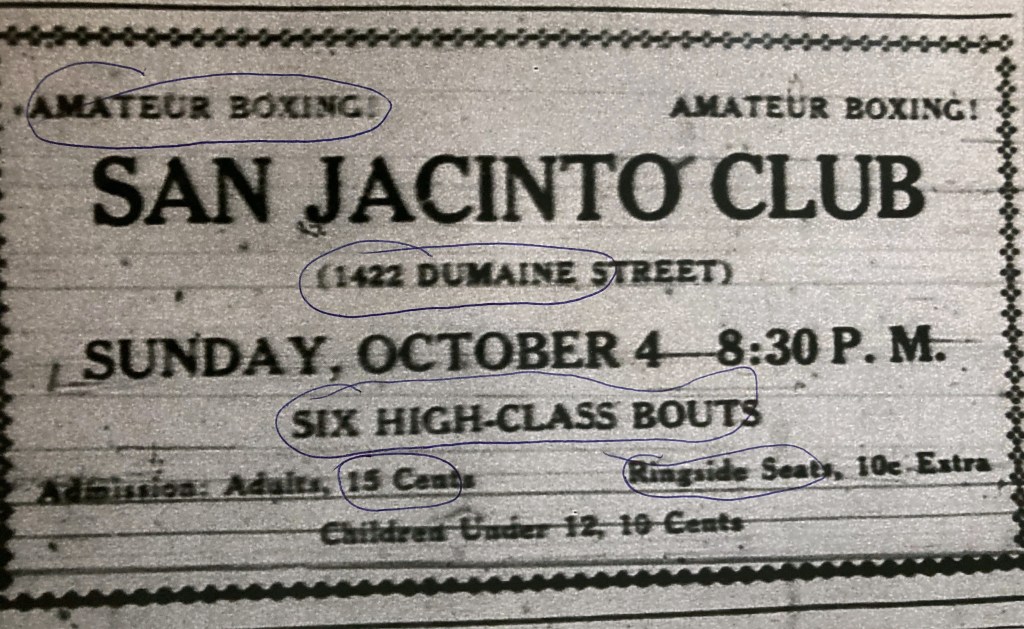 AMATEUR BOXING! AMATEUR BOXING!
SAN JACINTO CLUB
(1422 DUMAINE STREET)
SUNDAY, OCTOBER 4—8:30 P. M.
SIX HIGH-CLASS BOUTS
Admission: Adults, 15 Cents Ringside Seats, 10c Extra
Children Under 12, 10 Cents